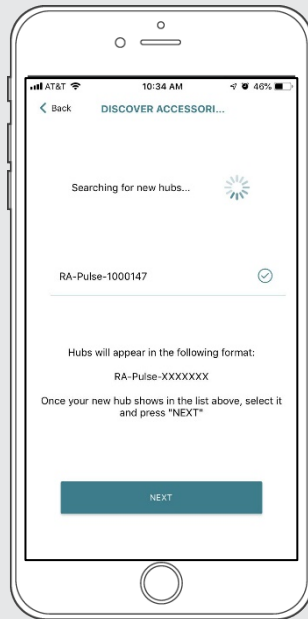 AT&T 10:34 AM 46%
Back DISCOVER ACCESSORI...
Searching for new hubs...
RA-Pulse-1000147
Hubs will appear in the following format:
RA-Pulse-XXXXXXX
Once your new hub shows in the list above, select it
and press "NEXT"
NEXT